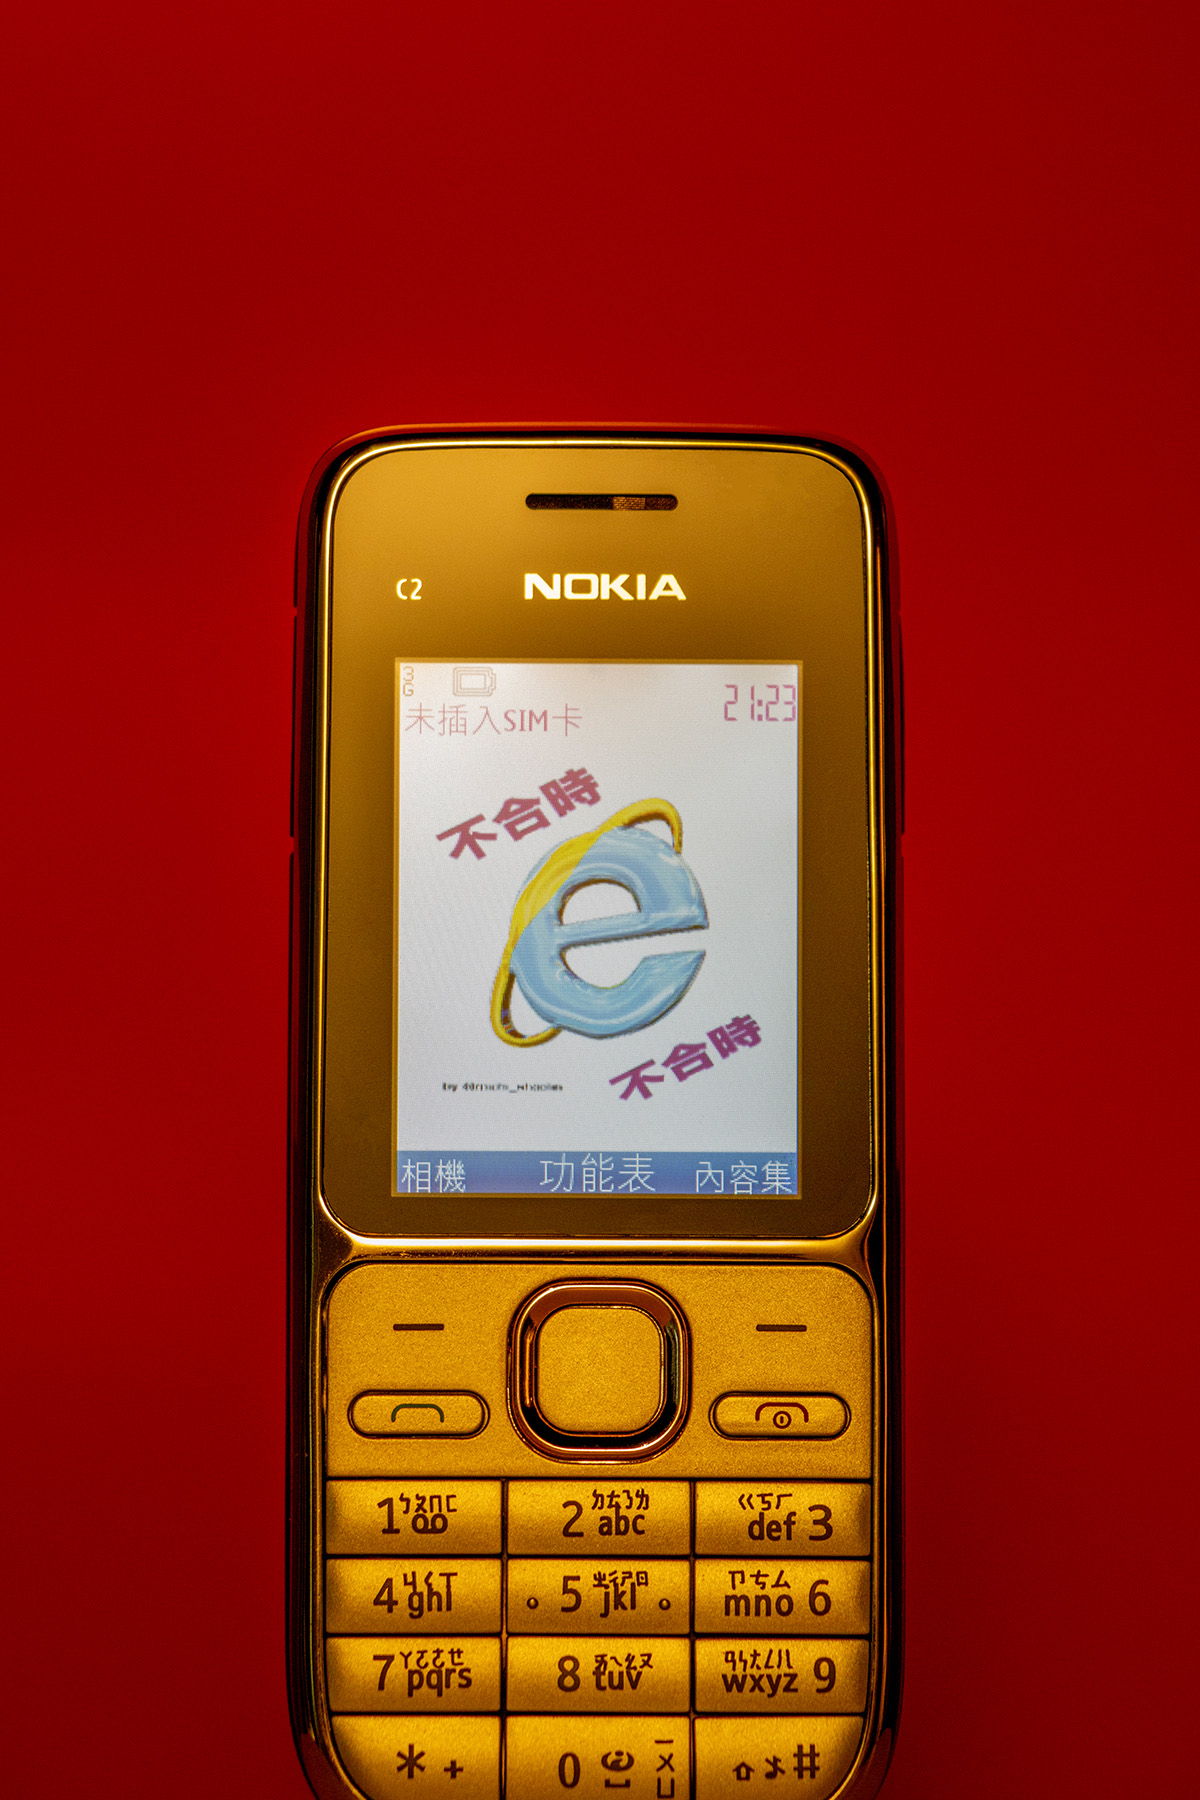 C2 NOKIA
3G 21:23
未插入SIM卡
不合時
e
不合時
相機 功能表 內容集
1 ㄅㄆㄇㄈ
2 abc ㄉㄊㄋㄌ
ㄍㄎㄏ def 3
4 ghi ㄐㄑㄒ
5 jkl ㄓㄔㄕㄖ
ㄗㄘㄙ mno 6
7 pqrs ㄚㄛㄜㄝ
8 tuv ㄞㄟㄠㄡ
ㄢㄣㄤㄥㄦ wxyz 9
* +
0 ㄧㄨㄩ
#